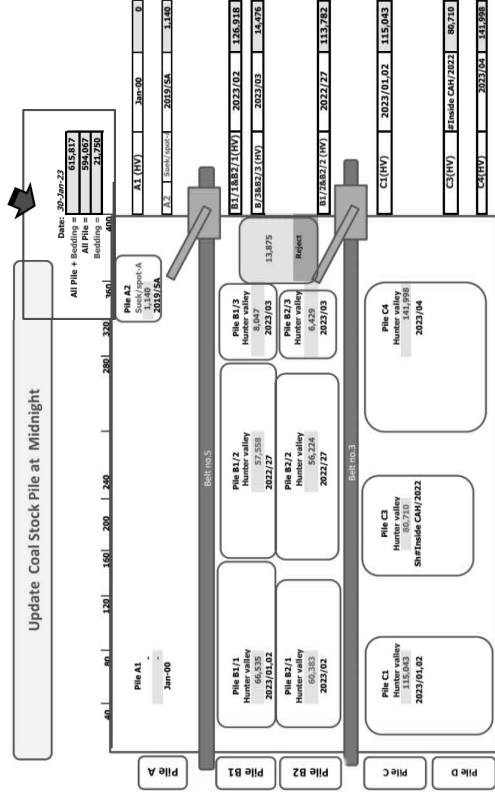 Update Coal Stock Pile at Midnight
Date: 30-Jan-23
All Pile + Bedding = 615,817
All Pile = 594,067
Bedding = 21,750
40 80 120 160 200 240 280 320 360 400
Pile A
Pile A1
-
-
Jan-00
Pile A2
Suek/spot-A
1,140
2019/SA
A1 (HV) Jan-00 0
A2 Suek/spot-A 2019/SA 1,140
Belt no.5
Pile B1
Pile B1/1
Hunter valley
66,535
2023/01,02
Pile B1/2
Hunter valley
57,558
2022/27
Pile B1/3
Hunter valley
8,047
2023/03
13,875
Reject
Pile B2
Pile B2/1
Hunter valley
60,383
2023/02
Pile B2/2
Hunter valley
56,224
2022/27
Pile B2/3
Hunter valley
6,429
2023/03
B1/1&B2/1(HV) 2023/02 126,918
B/3&B2/3 (HV) 2023/03 14,476
B1/2&B2/2 (HV) 2022/27 113,782
Belt no.3
Pile C
Pile D
Pile C1
Hunter valley
115,043
2023/01,02
Pile C3
Hunter valley
80,710
Sh#Inside CAH/2022
Pile C4
Hunter valley
141,998
2023/04
C1(HV) 2023/01,02 115,043
C3(HV) #Inside CAH/2022 80,710
C4(HV) 2023/04 141,998